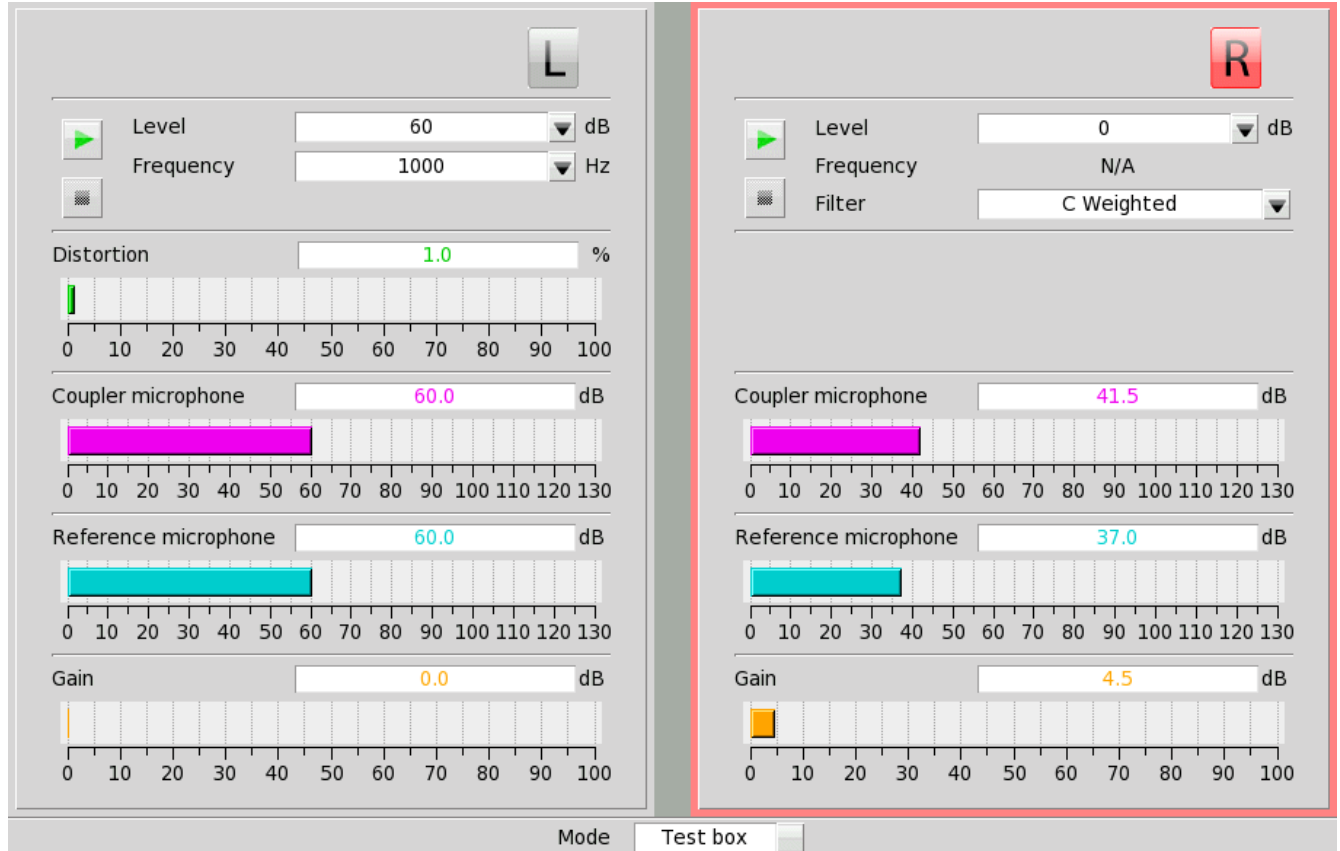 L
Level 60 dB
Frequency 1000 Hz
Distortion 1.0 %
0 10 20 30 40 50 60 70 80 90 100
Coupler microphone 60.0 dB
0 10 20 30 40 50 60 70 80 90 100 110 120 130
Reference microphone 60.0 dB
0 10 20 30 40 50 60 70 80 90 100 110 120 130
Gain 0.0 dB
0 10 20 30 40 50 60 70 80 90 100
R
Level 0 dB
Frequency N/A
Filter C Weighted
Coupler microphone 41.5 dB
0 10 20 30 40 50 60 70 80 90 100 110 120 130
Reference microphone 37.0 dB
0 10 20 30 40 50 60 70 80 90 100 110 120 130
Gain 4.5 dB
0 10 20 30 40 50 60 70 80 90 100
Mode Test box